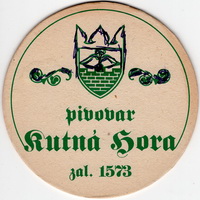 pivovar
Kutná Hora
zal. 1573